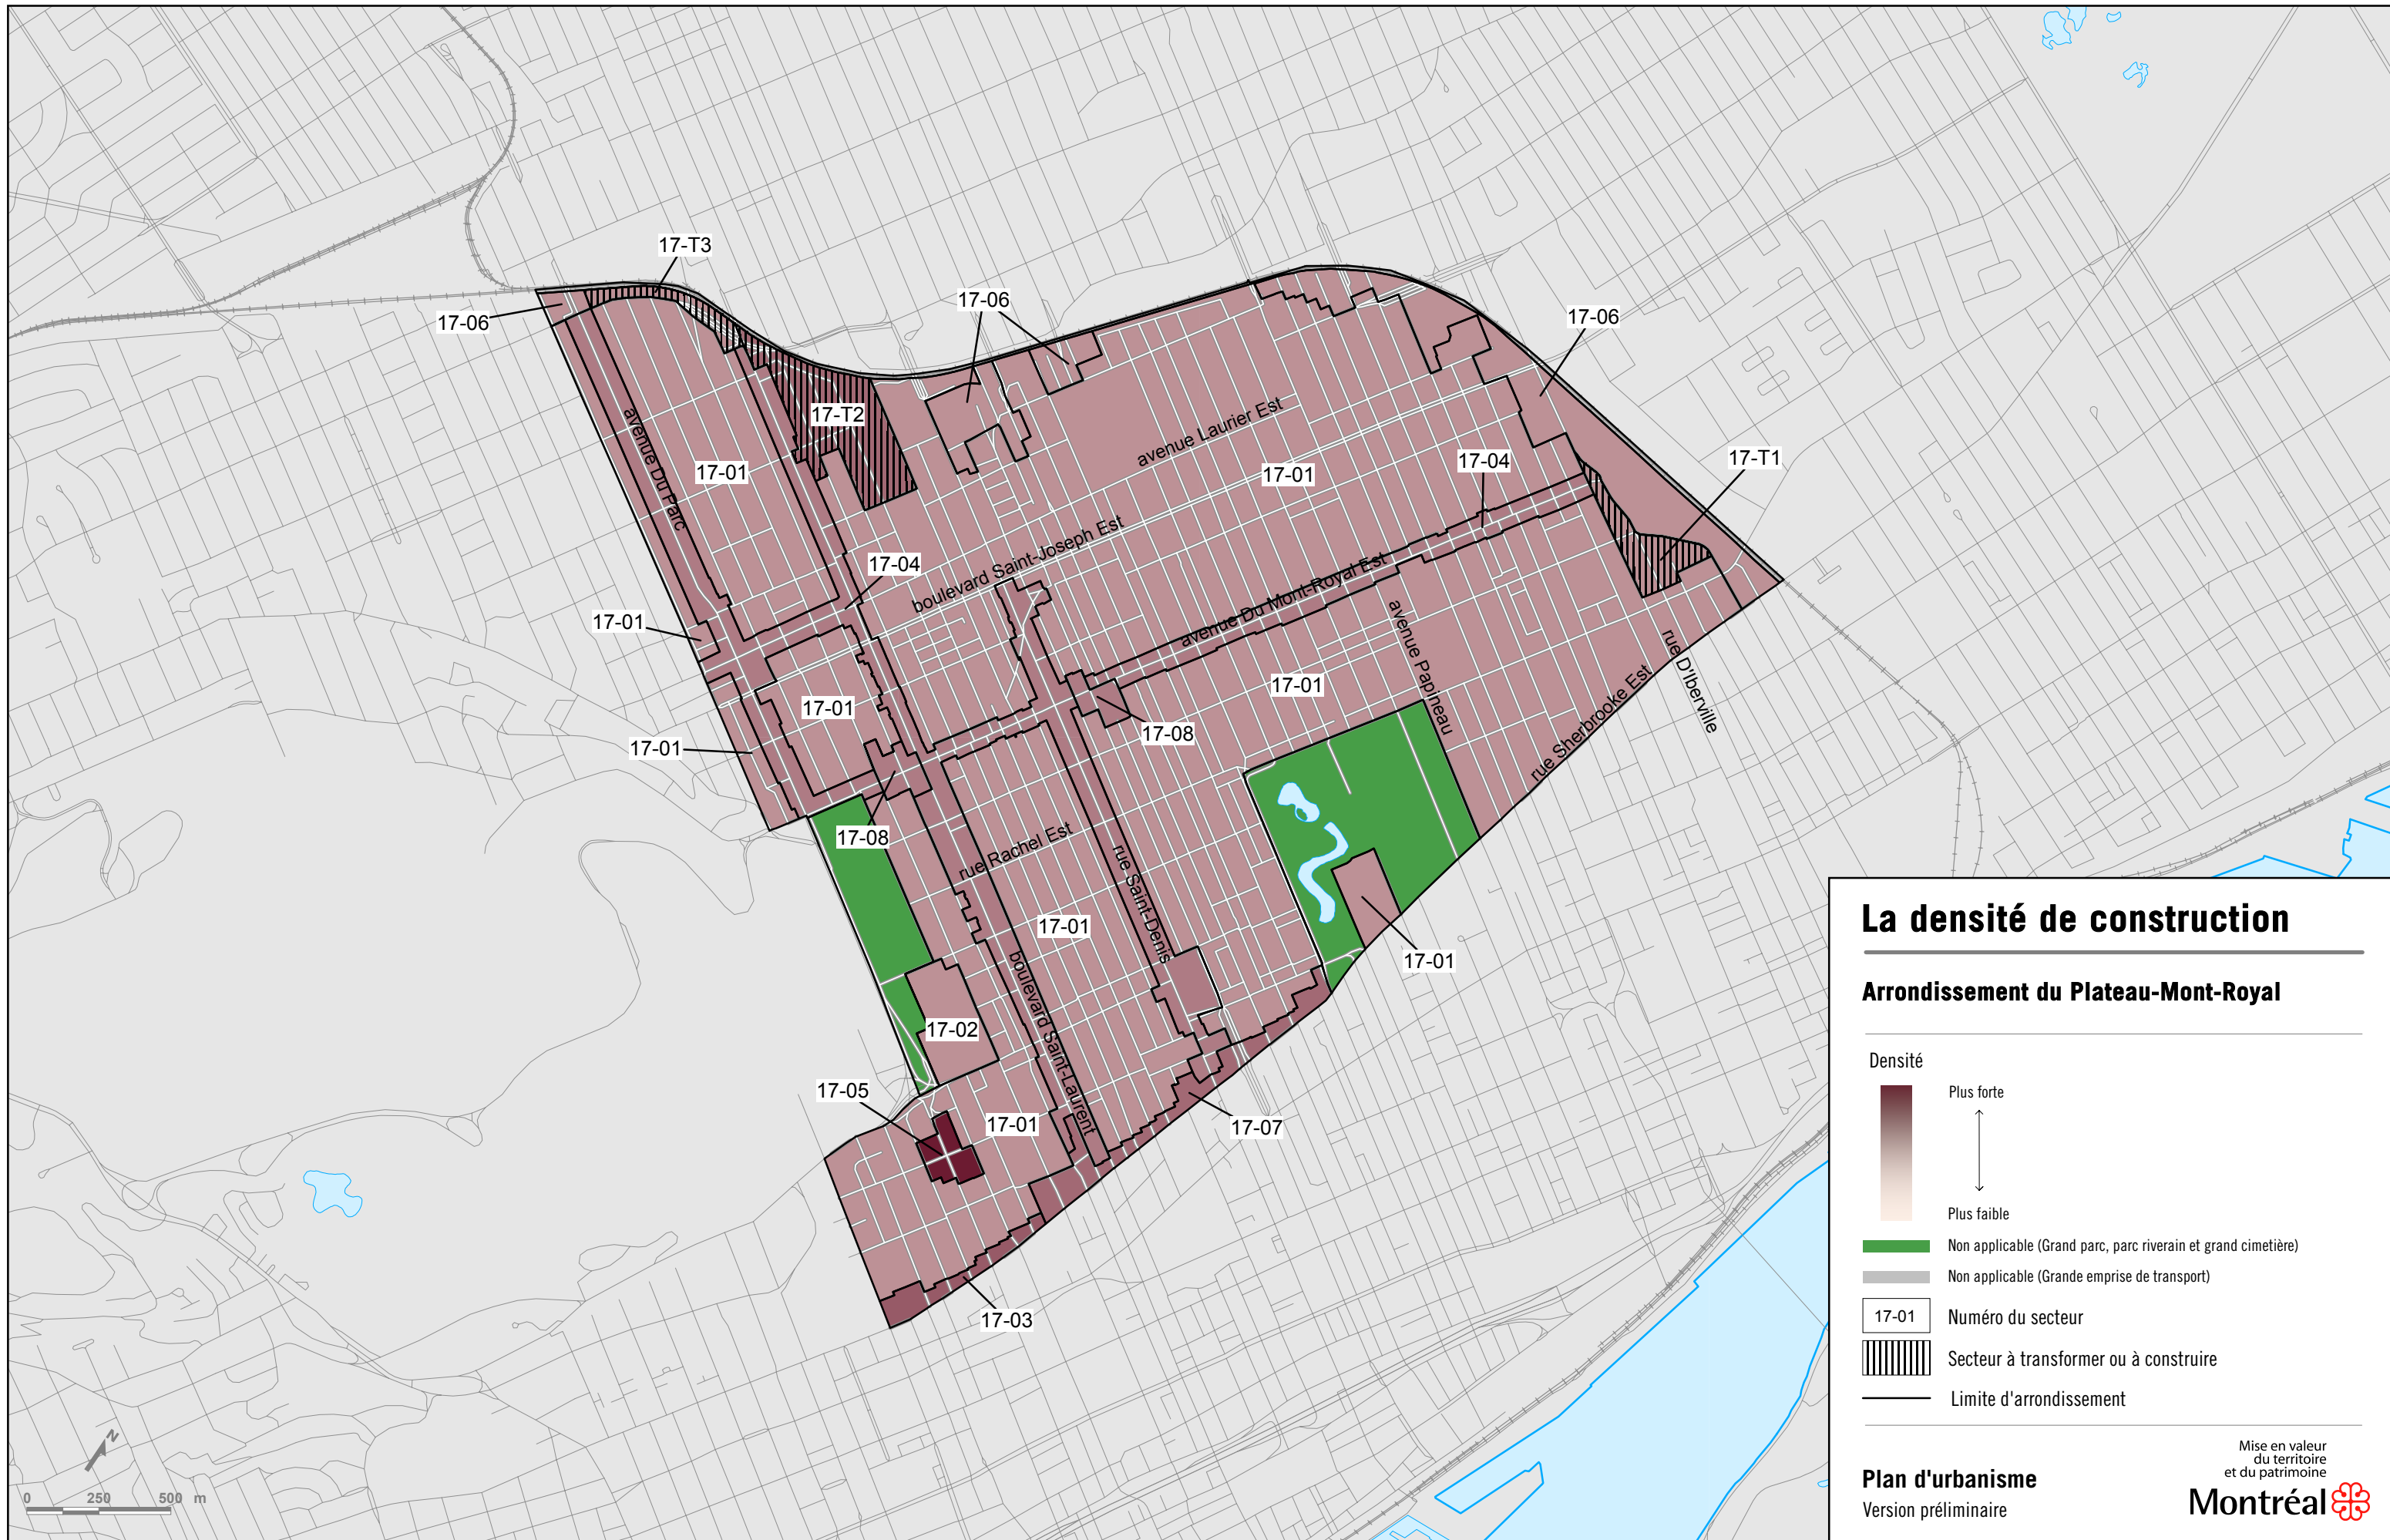 17-T3
17-06
17-06
17-06
17-T2
avenue Du Parc
17-01
avenue Laurier Est
17-01
17-04
17-T1
boulevard Saint-Joseph Est
17-04
17-01
avenue Du Mont-Royal Est
avenue Papineau
17-01
17-01
rue D'Iberville
rue Sherbrooke Est
17-01
17-08
17-08
rue Rachel Est
rue Saint-Denis
17-01
17-01
boulevard Saint-Laurent
17-02
17-05
17-01
17-07
17-03
N
0 250 500 m
La densité de construction
Arrondissement du Plateau-Mont-Royal
Densité
Plus forte
Plus faible
Non applicable (Grand parc, parc riverain et grand cimetière)
Non applicable (Grande emprise de transport)
17-01 Numéro du secteur
Secteur à transformer ou à construire
Limite d'arrondissement
Plan d'urbanisme
Version préliminaire
Mise en valeur
du territoire
et du patrimoine
Montréal